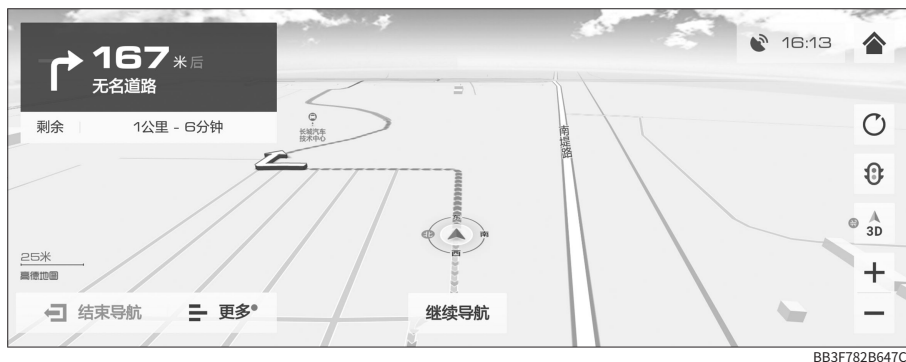 167米后
无名道路
剩余 1公里 - 6分钟
16:13
长城汽车
技术中心
南堤路
东
北
南
西
北
3D
25米
高德地图
结束导航
更多
继续导航
BB3F782B647C